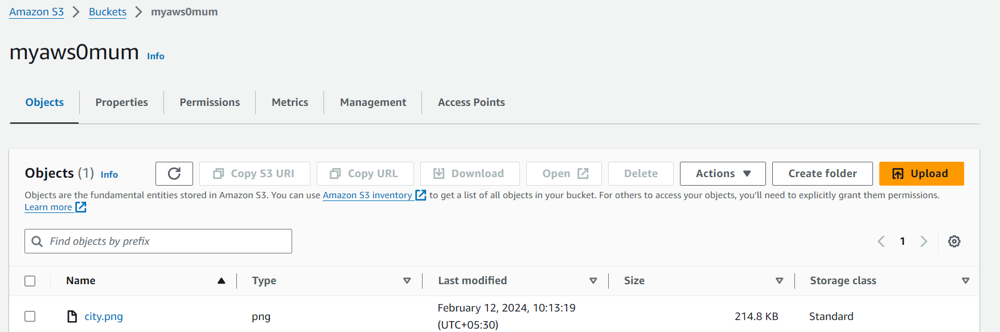 Amazon S3 > Buckets > myaws0mum
myaws0mum Info
Objects Properties Permissions Metrics Management Access Points
Objects (1) Info Copy S3 URI Copy URL Download Open Delete Actions Create folder Upload
Objects are the fundamental entities stored in Amazon S3. You can use Amazon S3 inventory to get a list of all objects in your bucket. For others to access your objects, you’ll need to explicitly grant them permissions.
Learn more
Find objects by prefix 1
Name Type Last modified Size Storage class
city.png png February 12, 2024, 10:13:19 214.8 KB Standard
(UTC+05:30)